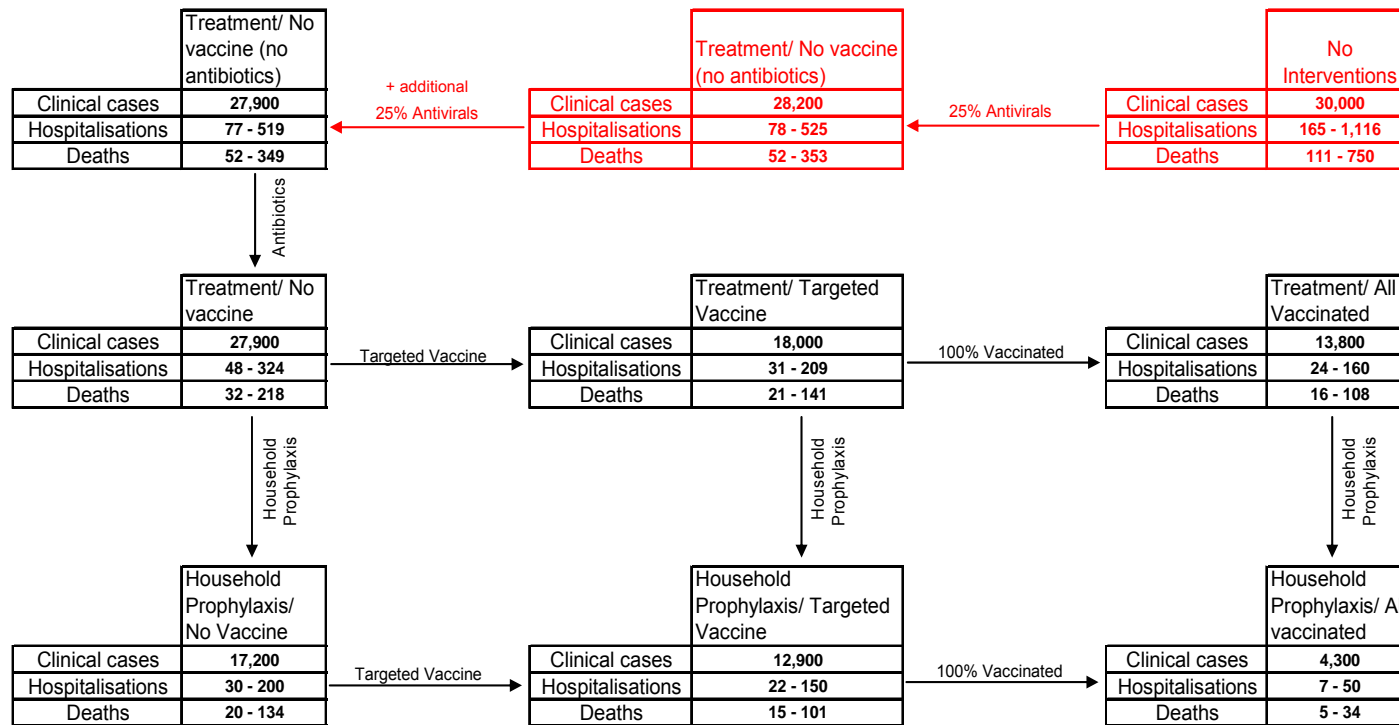 Treatment/ No
vaccine (no
antibiotics)
Clinical cases 27,900
Hospitalisations 77 - 519
Deaths 52 - 349
+ additional
25% Antivirals
Treatment/ No vaccine
(no antibiotics)
Clinical cases 28,200
Hospitalisations 78 - 525
Deaths 52 - 353
25% Antivirals
No
Interventions
Clinical cases 30,000
Hospitalisations 165 - 1,116
Deaths 111 - 750
Antibiotics
Treatment/ No
vaccine
Clinical cases 27,900
Hospitalisations 48 - 324
Deaths 32 - 218
Targeted Vaccine
Treatment/ Targeted
Vaccine
Clinical cases 18,000
Hospitalisations 31 - 209
Deaths 21 - 141
100% Vaccinated
Treatment/ All
Vaccinated
Clinical cases 13,800
Hospitalisations 24 - 160
Deaths 16 - 108
Household
Prophylaxis
Household
Prophylaxis
Household
Prophylaxis
Household
Prophylaxis/
No Vaccine
Clinical cases 17,200
Hospitalisations 30 - 200
Deaths 20 - 134
Targeted Vaccine
Household
Prophylaxis/ Targeted
Vaccine
Clinical cases 12,900
Hospitalisations 22 - 150
Deaths 15 - 101
100% Vaccinated
Household
Prophylaxis/ A
vaccinated
Clinical cases 4,300
Hospitalisations 7 - 50
Deaths 5 - 34